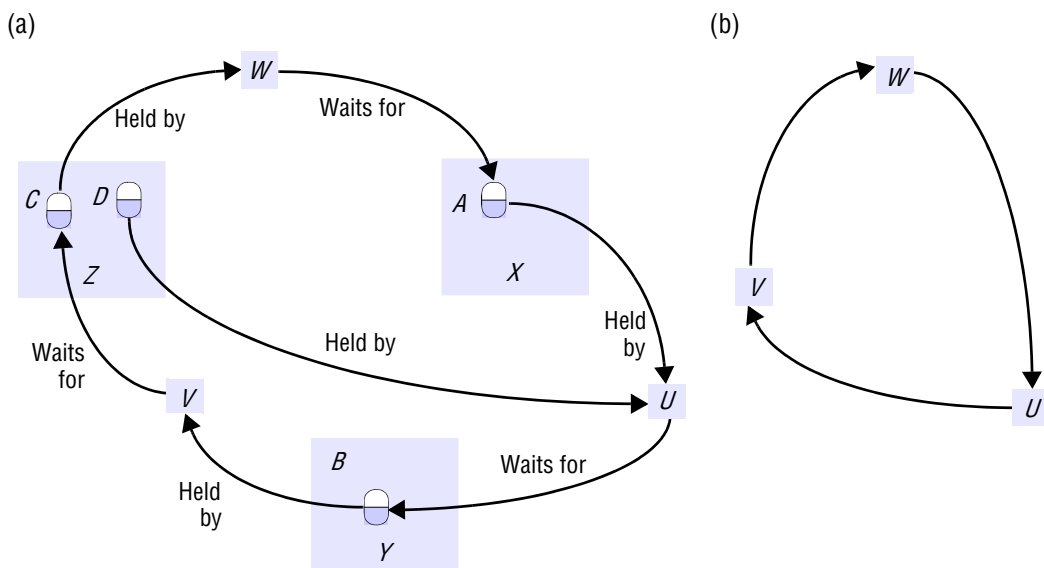 (a)
W
Waits for
Held by
C
D
A
Z
X
Held
by
Held by
Waits
for
V
U
B
Waits for
Held
by
Y
(b)
W
V
U